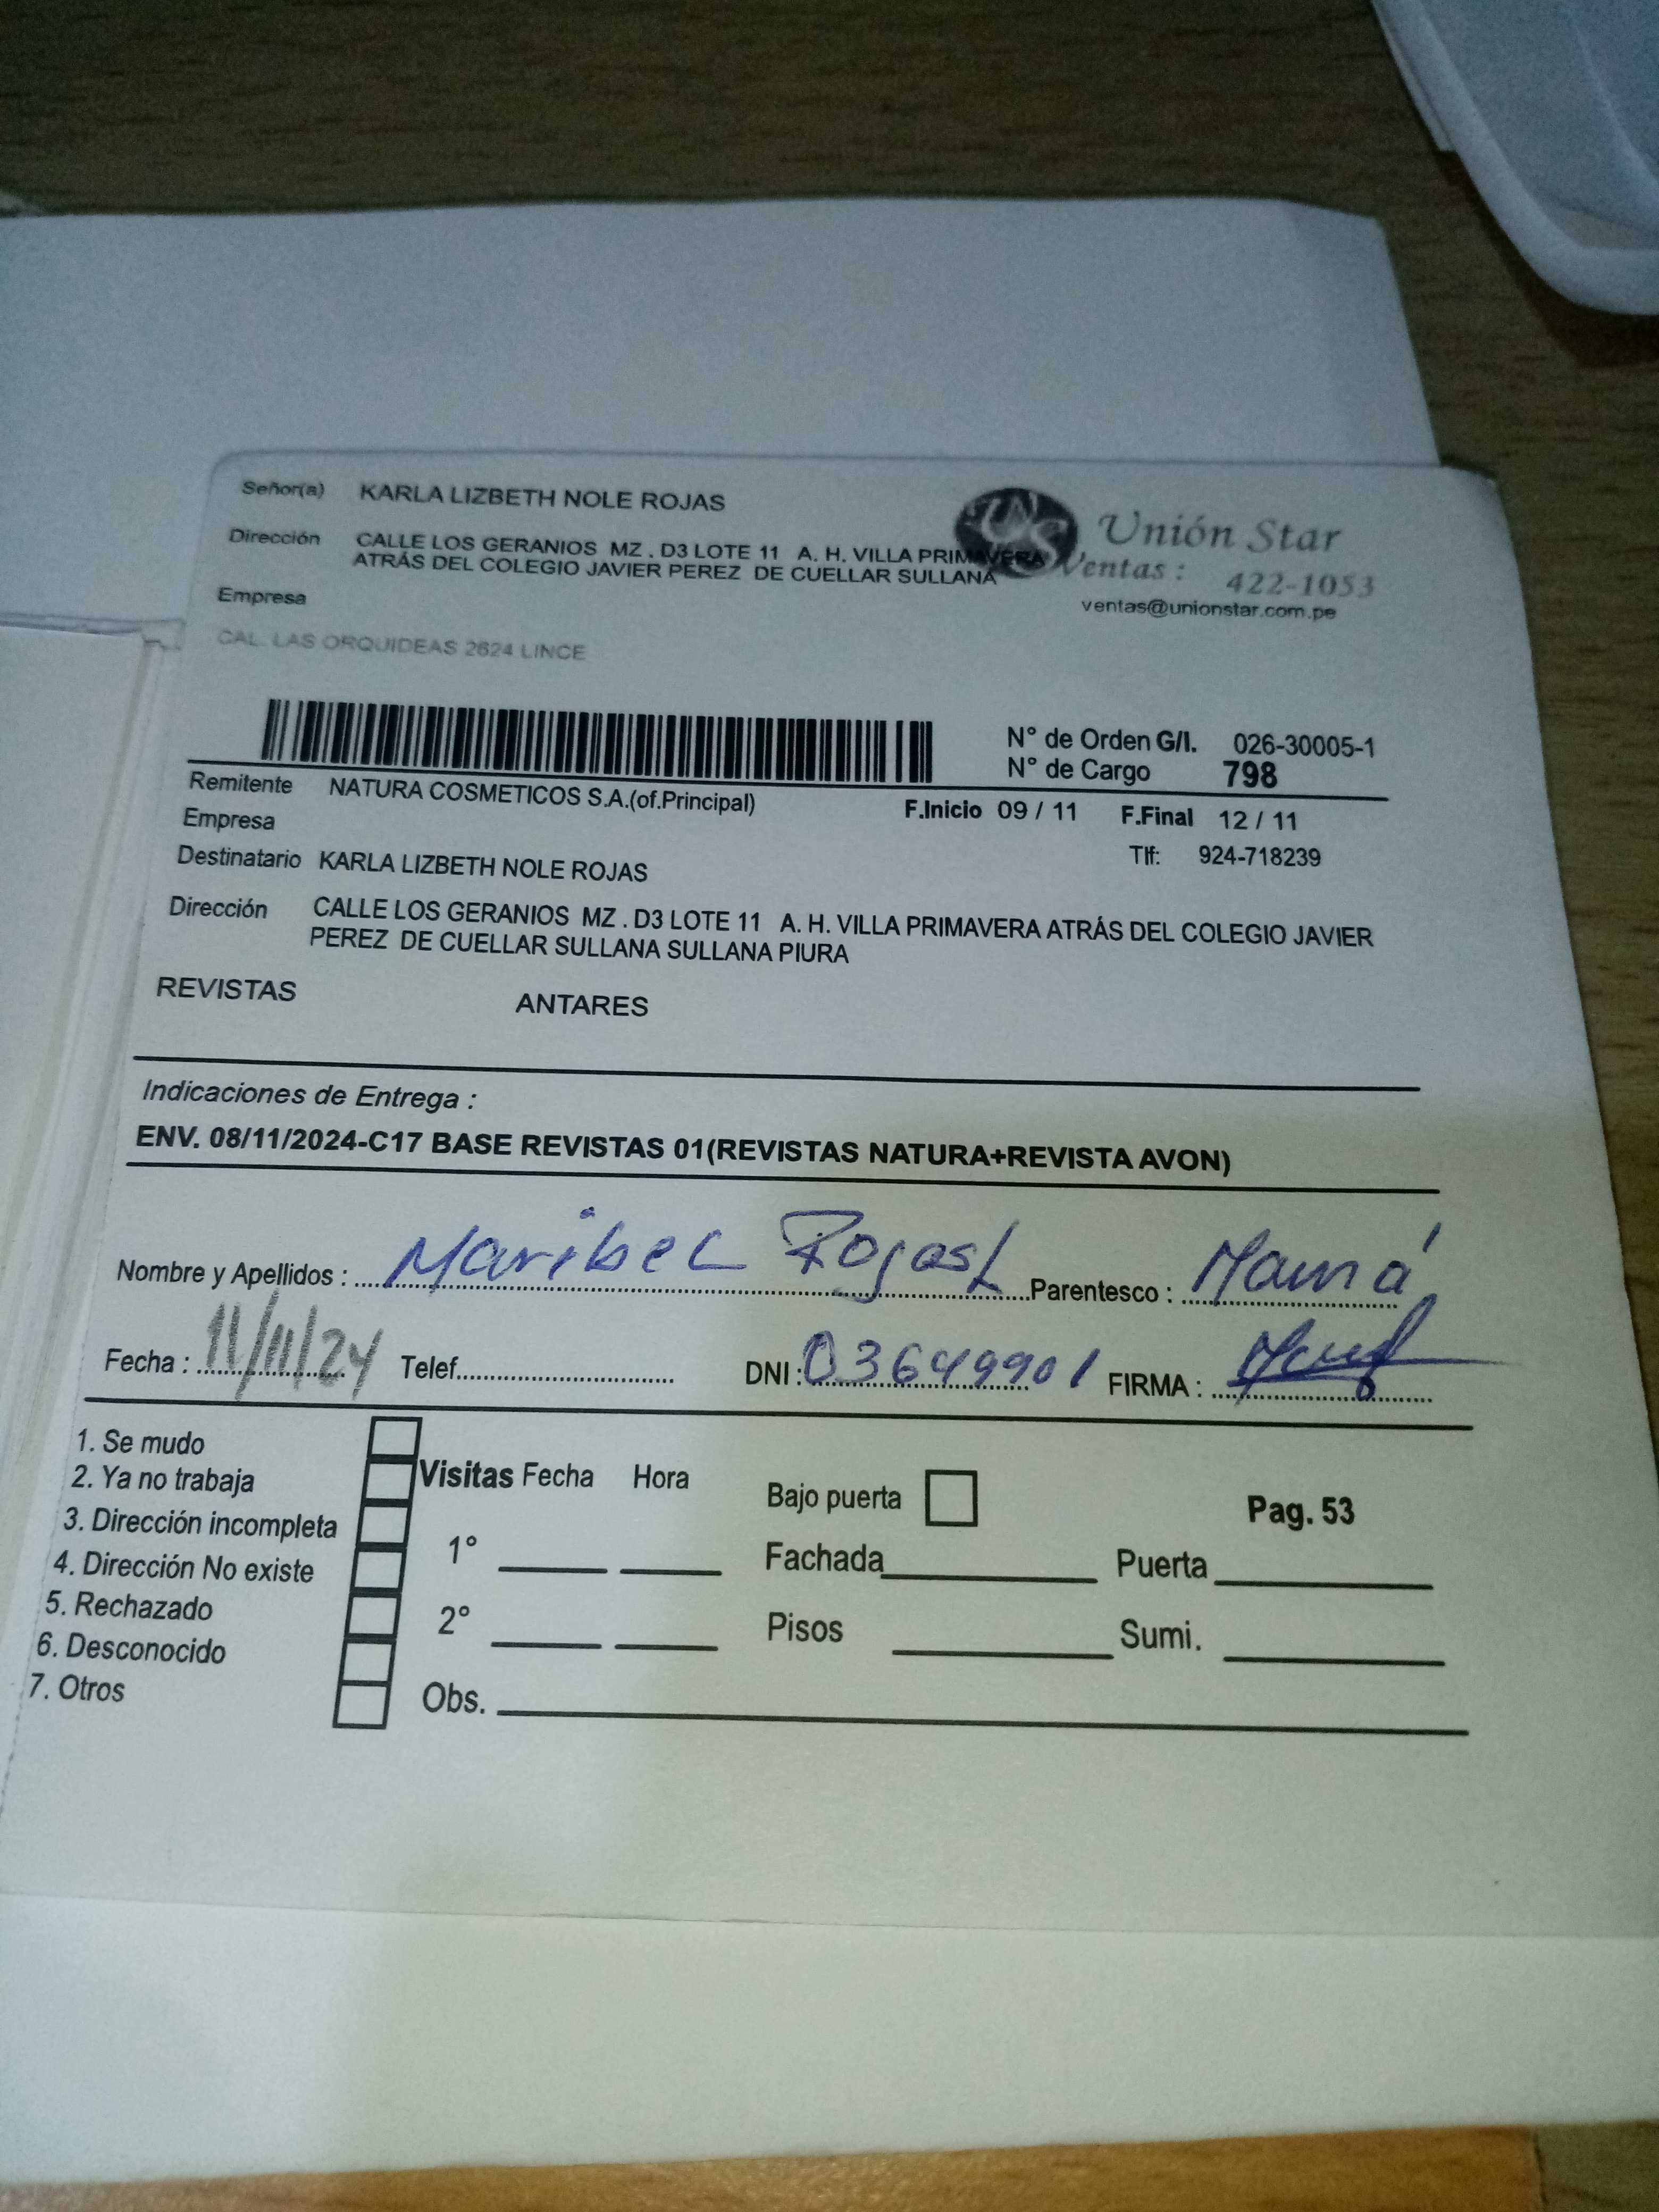 Señor(a) KARLA LIZBETH NOLE ROJAS
Dirección CALLE LOS GERANIOS MZ . D3 LOTE 11 A. H. VILLA PRIMAVERA
ATRÁS DEL COLEGIO JAVIER PEREZ DE CUELLAR SULLANA
Unión Star
Ventas : 422-1053
ventas@unionstar.com.pe
Empresa
CAL. LAS ORQUIDEAS 2624 LINCE
N° de Orden G/I. 026-30005-1
N° de Cargo 798
Remitente NATURA COSMETICOS S.A.(of.Principal)
F.Inicio 09 / 11 F.Final 12 / 11
Empresa
Tlf: 924-718239
Destinatario KARLA LIZBETH NOLE ROJAS
Dirección CALLE LOS GERANIOS MZ . D3 LOTE 11 A. H. VILLA PRIMAVERA ATRÁS DEL COLEGIO JAVIER
PEREZ DE CUELLAR SULLANA SULLANA PIURA
REVISTAS ANTARES
Indicaciones de Entrega :
ENV. 08/11/2024-C17 BASE REVISTAS 01(REVISTAS NATURA+REVISTA AVON)
Nombre y Apellidos : Maribel Rojas Parentesco : Mamá
Fecha : 11/11/24 Telef. DNI : 03649901 FIRMA :
1. Se mudo
2. Ya no trabaja
3. Dirección incompleta
4. Dirección No existe
5. Rechazado
6. Desconocido
7. Otros
Visitas Fecha Hora
1°
2°
Obs.
Bajo puerta
Pag. 53
Fachada Puerta
Pisos Sumi.